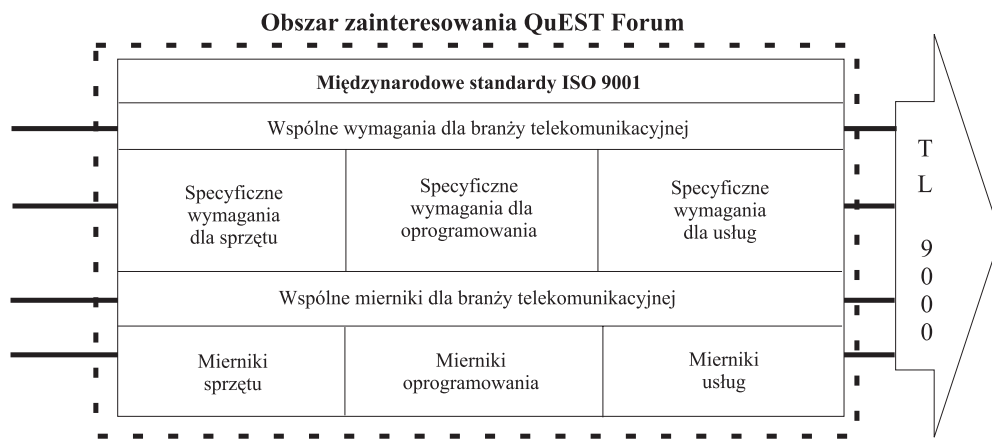 Obszar zainteresowania QuEST Forum
Międzynarodowe standardy ISO 9001
Wspólne wymagania dla branży telekomunikacyjnej
Specyficzne
wymagania
dla sprzętu
Specyficzne
wymagania dla
oprogramowania
Specyficzne
wymagania
dla usług
Wspólne mierniki dla branży telekomunikacyjnej
Mierniki
sprzętu
Mierniki
oprogramowania
Mierniki
usług
T
L
9
0
0
0